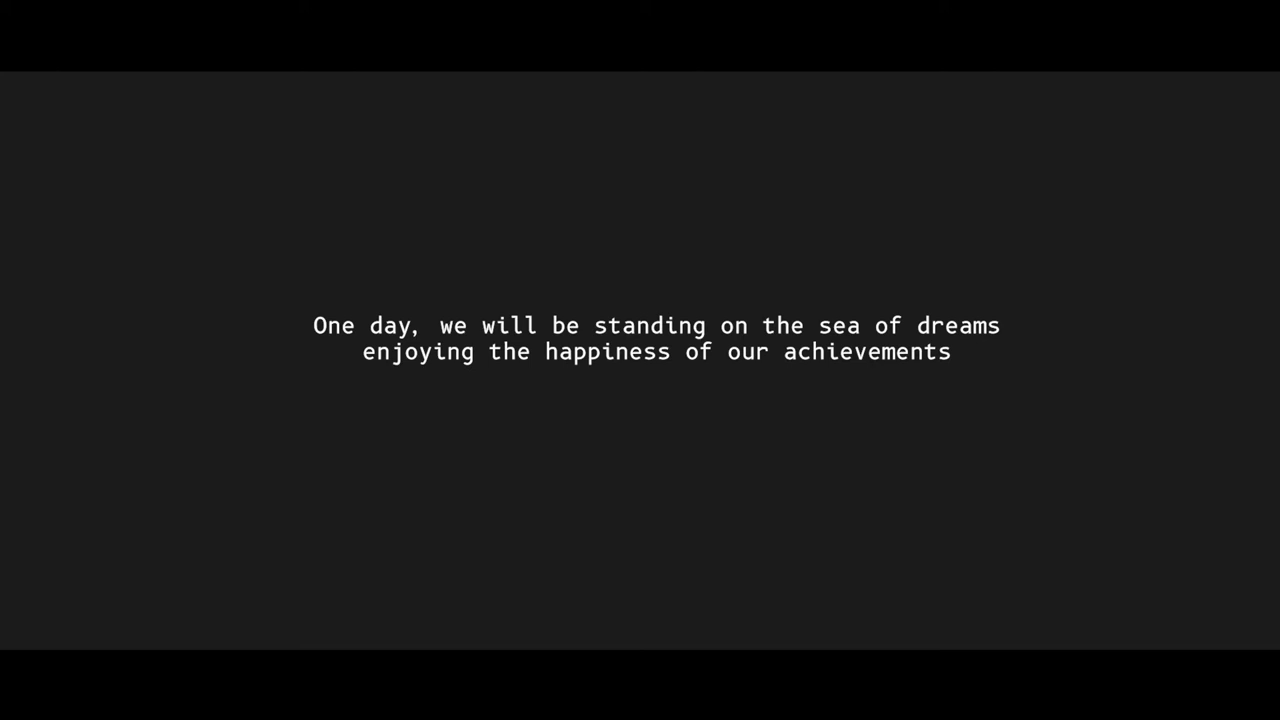 One day, we will be standing on the sea of dreams
enjoying the happiness of our achievements